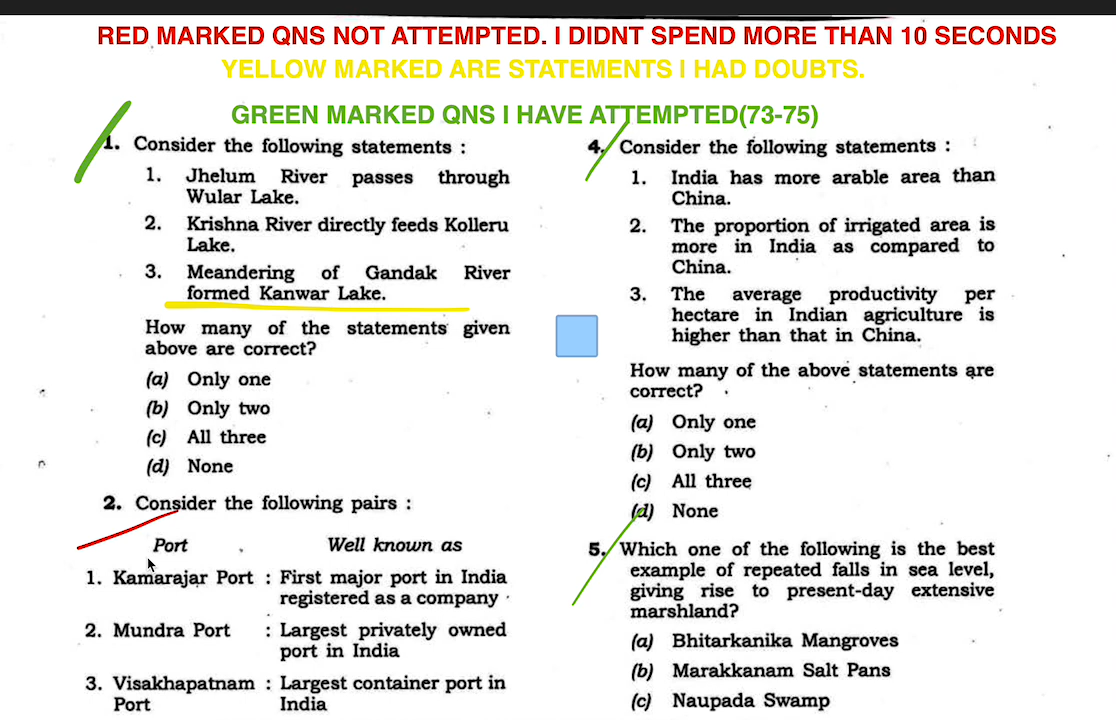 RED MARKED QNS NOT ATTEMPTED. I DIDNT SPEND MORE THAN 10 SECONDS
YELLOW MARKED ARE STATEMENTS I HAD DOUBTS.
GREEN MARKED QNS I HAVE ATTEMPTED(73-75)
1. Consider the following statements :
1. Jhelum River passes through
Wular Lake.
2. Krishna River directly feeds Kolleru
Lake.
3. Meandering of Gandak River
formed Kanwar Lake.
How many of the statements given
above are correct?
(a) Only one
(b) Only two
(c) All three
(d) None
2. Consider the following pairs :
Port Well known as
1. Kamarajar Port : First major port in India
registered as a company
2. Mundra Port : Largest privately owned
port in India
3. Visakhapatnam : Largest container port in
Port India
4. Consider the following statements :
1. India has more arable area than
China.
2. The proportion of irrigated area is
more in India as compared to
China.
3. The average productivity per
hectare in Indian agriculture is
higher than that in China.
How many of the above statements are
correct?
(a) Only one
(b) Only two
(c) All three
(d) None
5. Which one of the following is the best
example of repeated falls in sea level,
giving rise to present-day extensive
marshland?
(a) Bhitarkanika Mangroves
(b) Marakkanam Salt Pans
(c) Naupada Swamp